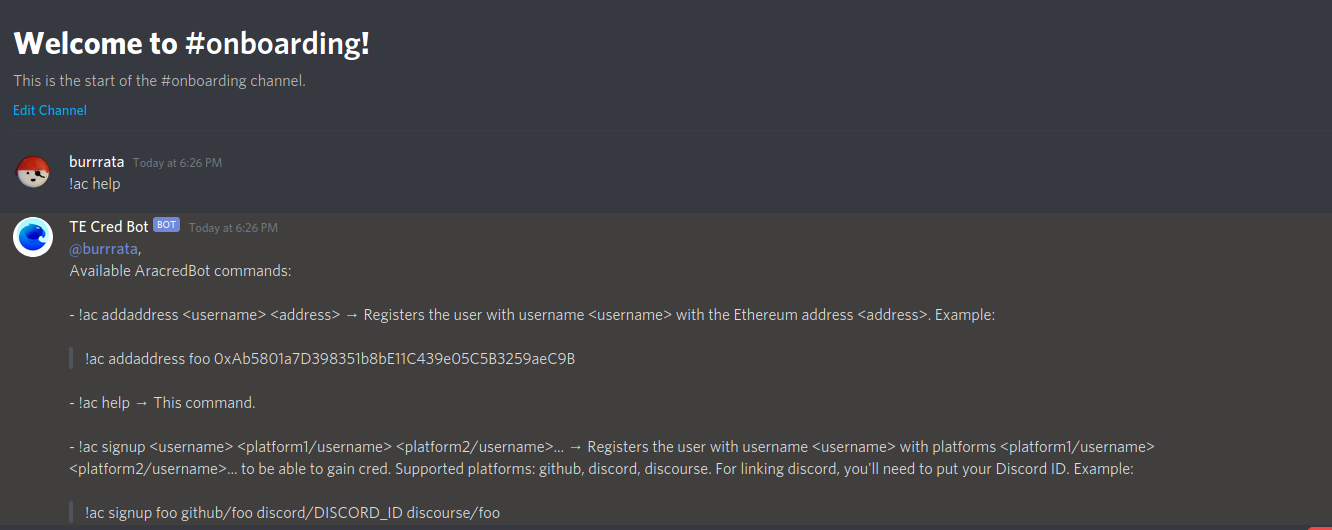 Welcome to #onboarding!
This is the start of the #onboarding channel.
Edit Channel
burrrata Today at 6:26 PM
!ac help
TE Cred Bot BOT Today at 6:26 PM
@burrrata,
Available AracredBot commands:
- !ac addaddress <username> <address> → Registers the user with username <username> with the Ethereum address <address>. Example:
!ac addaddress foo 0xAb5801a7D398351b8bE11C439e05C5B3259aeC9B
- !ac help → This command.
- !ac signup <username> <platform1/username> <platform2/username>... → Registers the user with username <username> with platforms <platform1/username>
<platform2/username>... to be able to gain cred. Supported platforms: github, discord, discourse. For linking discord, you'll need to put your Discord ID. Example:
!ac signup foo github/foo discord/DISCORD_ID discourse/foo